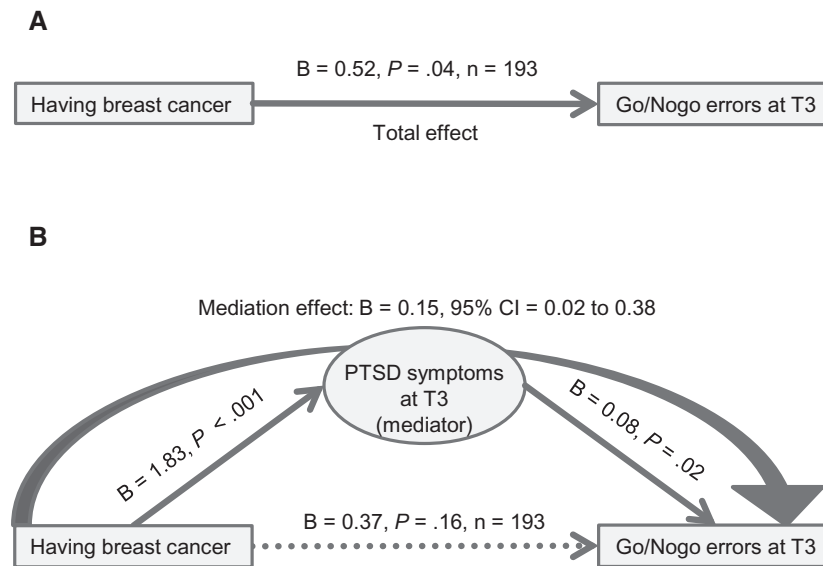 A
B = 0.52, P = .04, n = 193
Having breast cancer
Go/Nogo errors at T3
Total effect
B
Mediation effect: B = 0.15, 95% CI = 0.02 to 0.38
PTSD symptoms
at T3
(mediator)
B = 1.83, P < .001
B = 0.08, P = .02
B = 0.37, P = .16, n = 193
Having breast cancer
Go/Nogo errors at T3